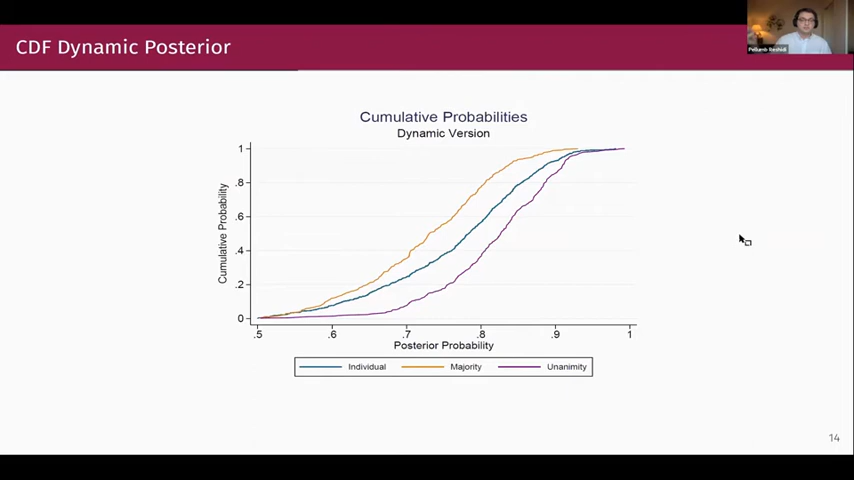 CDF Dynamic Posterior
Cumulative Probabilities
Dynamic Version
Cumulative Probability
1
.8
.6
.4
.2
0
.5
.6
.7
.8
.9
1
Posterior Probability
Individual
Majority
Unanimity
14